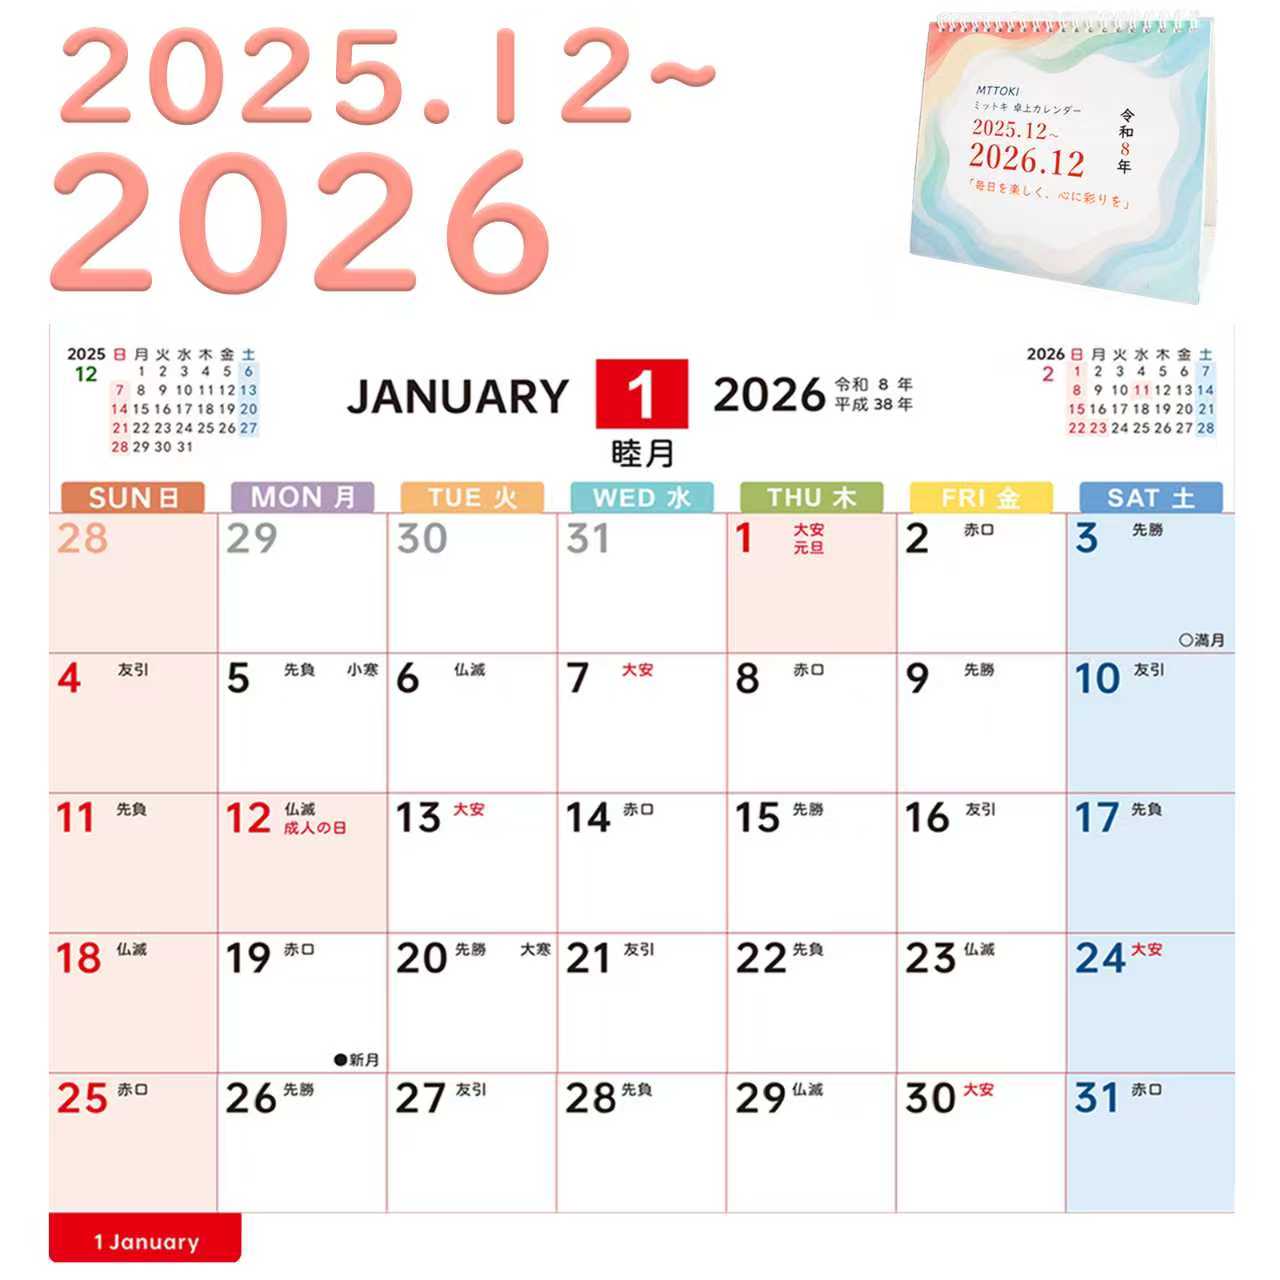 2025.12~
2026
MTTOKI
ミットキ 卓上カレンダー
2025.12~
2026.12
令和8年
「毎日を楽しく、心に彩りを」
2025 日 月 火 水 木 金 土
12
1 2 3 4 5 6
7 8 9 10 11 12 13
14 15 16 17 18 19 20
21 22 23 24 25 26 27
28 29 30 31
JANUARY 1 2026 令和 8 年
平成 38 年
睦月
2026 日 月 火 水 木 金 土
2
1 2 3 4 5 6 7
8 9 10 11 12 13 14
15 16 17 18 19 20 21
22 23 24 25 26 27 28
SUN 日 MON 月 TUE 火 WED 水 THU 木 FRI 金 SAT 土
28 29 30 31 1 大安 2 赤口 3 先勝
元旦
○満月
4 友引 5 先負 小寒 6 仏滅 7 大安 8 赤口 9 先勝 10 友引
11 先負 12 仏滅 13 大安 14 赤口 15 先勝 16 友引 17 先負
成人の日
18 仏滅 19 赤口 20 先勝 大寒 21 友引 22 先負 23 仏滅 24 大安
●新月
25 赤口 26 先勝 27 友引 28 先負 29 仏滅 30 大安 31 赤口
1 January